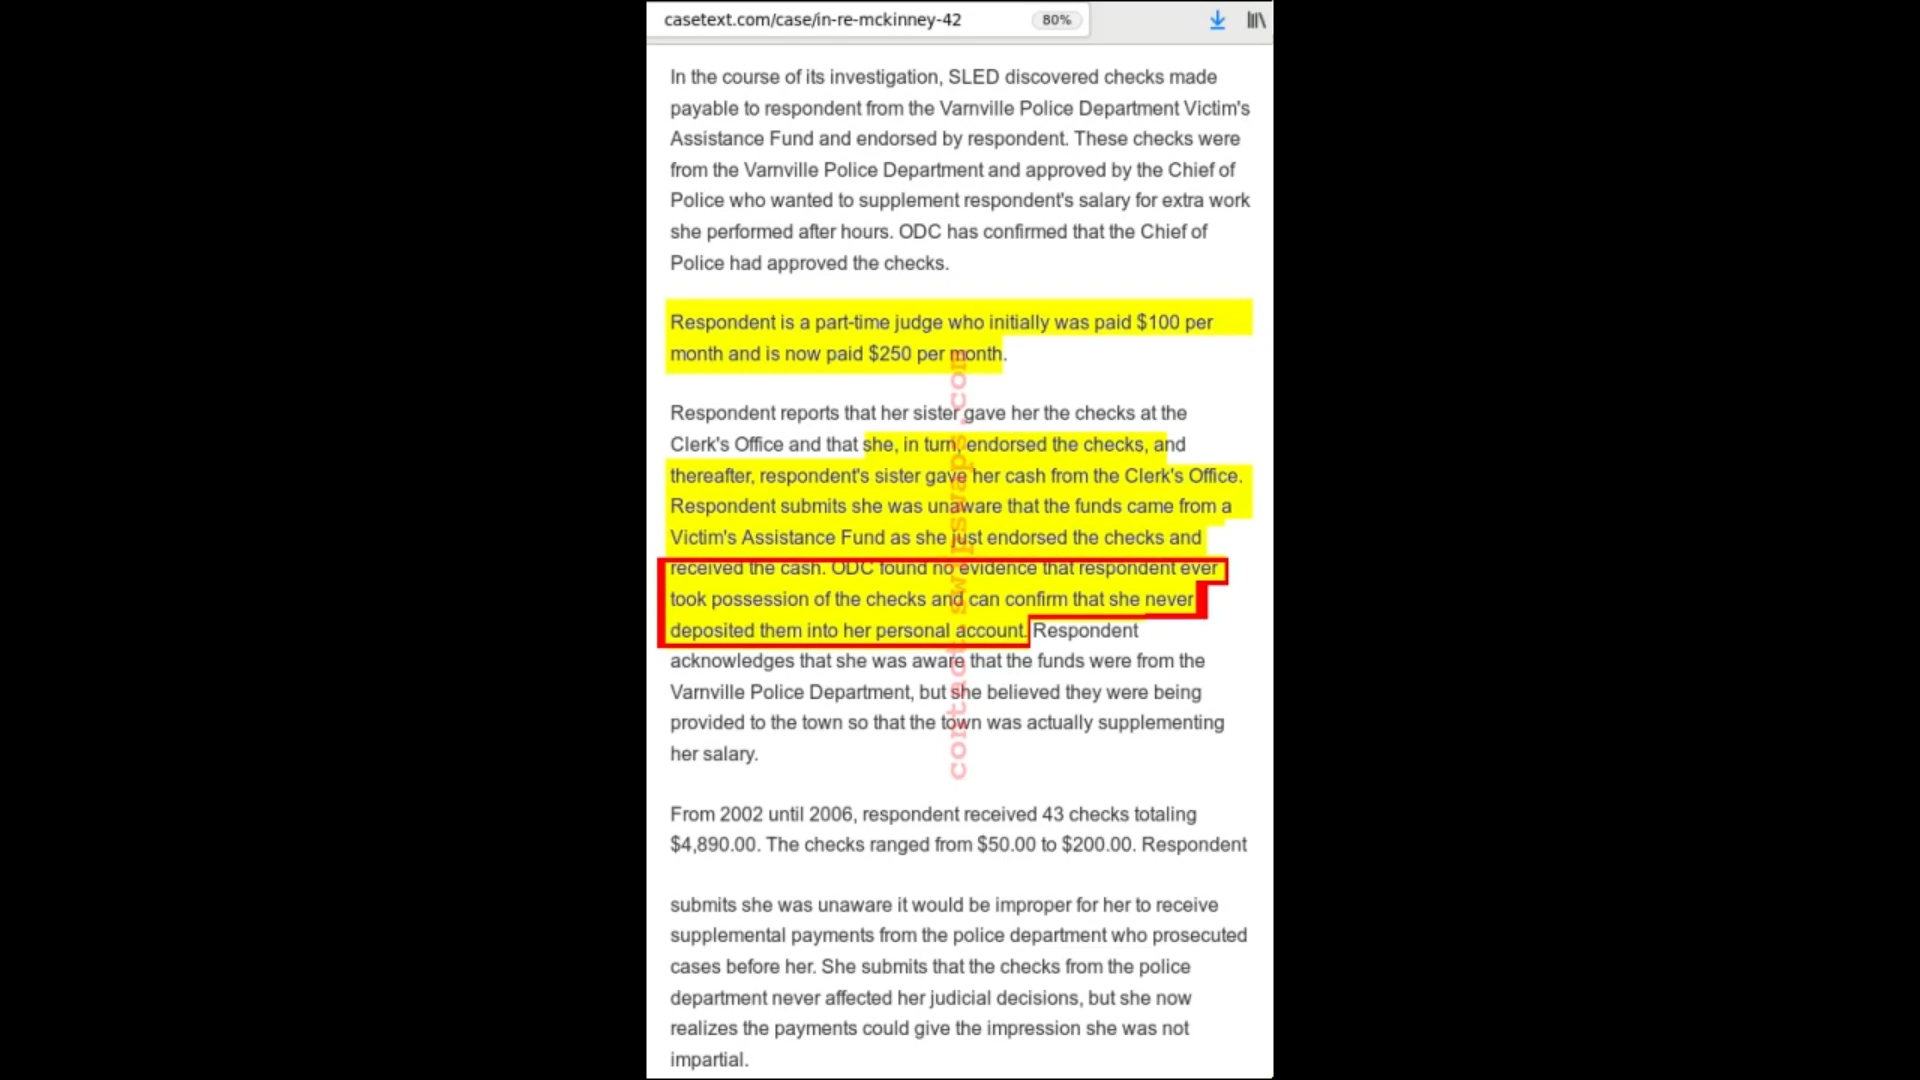 casetext.com/case/in-re-mckinney-42
80%
In the course of its investigation, SLED discovered checks made
payable to respondent from the Varnville Police Department Victim's
Assistance Fund and endorsed by respondent. These checks were
from the Varnville Police Department and approved by the Chief of
Police who wanted to supplement respondent's salary for extra work
she performed after hours. ODC has confirmed that the Chief of
Police had approved the checks.
Respondent is a part-time judge who initially was paid $100 per
month and is now paid $250 per month.
Respondent reports that her sister gave her the checks at the
Clerk's Office and that she, in turn, endorsed the checks, and
thereafter, respondent's sister gave her cash from the Clerk's Office.
Respondent submits she was unaware that the funds came from a
Victim's Assistance Fund as she just endorsed the checks and
received the cash. ODC found no evidence that respondent ever
took possession of the checks and can confirm that she never
deposited them into her personal account. Respondent
acknowledges that she was aware that the funds were from the
Varnville Police Department, but she believed they were being
provided to the town so that the town was actually supplementing
her salary.
From 2002 until 2006, respondent received 43 checks totaling
$4,890.00. The checks ranged from $50.00 to $200.00. Respondent
submits she was unaware it would be improper for her to receive
supplemental payments from the police department who prosecuted
cases before her. She submits that the checks from the police
department never affected her judicial decisions, but she now
realizes the payments could give the impression she was not
impartial.